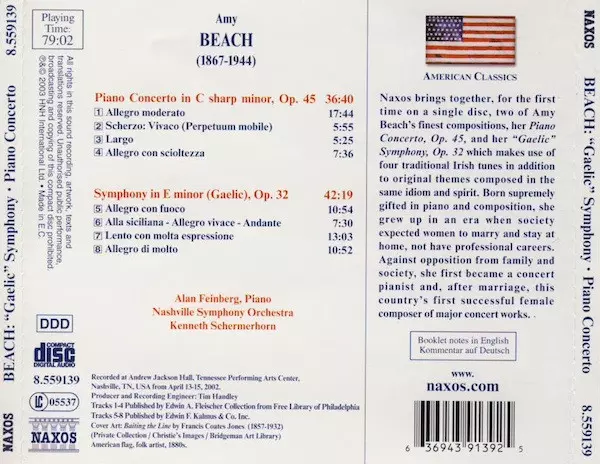 BEACH: "Gaelic" Symphony • Piano Concerto
8.559139
NAXOS
Playing
Time:
79:02
All rights in this sound recording, artwork, texts and
translations reserved. Unauthorised public performance,
broadcasting and copying of this compact disc prohibited.
℗ & © 2003 HNH International Ltd • Made in E.C.
DDD
COMPACT
disc
DIGITAL AUDIO
8.559139
LC 05537
NAXOS
Amy
BEACH
(1867-1944)
Piano Concerto in C sharp minor, Op. 45 36:40
1 Allegro moderato 17:44
2 Scherzo: Vivaco (Perpetuum mobile) 5:55
3 Largo 5:25
4 Allegro con scioltezza 7:36
Symphony in E minor (Gaelic), Op. 32 42:19
5 Allegro con fuoco 10:54
6 Alla siciliana - Allegro vivace - Andante 7:30
7 Lento con molta espressione 13:03
8 Allegro di molto 10:52
Alan Feinberg, Piano
Nashville Symphony Orchestra
Kenneth Schermerhorn
Recorded at Andrew Jackson Hall, Tennessee Performing Arts Center,
Nashville, TN, USA from April 13-15, 2002.
Producer and Recording Engineer: Tim Handley
Tracks 1-4 Published by Edwin A. Fleischer Collection from Free Library of Philadelphia
Tracks 5-8 Published by Edwin F. Kalmus & Co. Inc.
Cover Art: Baiting the Line by Francis Coates Jones (1857-1932)
(Private Collection / Christie's Images / Bridgeman Art Library)
American flag, folk artist, 1880s.
AMERICAN CLASSICS
Naxos brings together, for the first
time on a single disc, two of Amy
Beach's finest compositions, her Piano
Concerto, Op. 45, and her "Gaelic"
Symphony, Op. 32 which makes use of
four traditional Irish tunes in addition
to original themes composed in the
same idiom and spirit. Born supremely
gifted in piano and composition, she
grew up in an era when society
expected women to marry and stay at
home, not have professional careers.
Against opposition from family and
society, she first became a concert
pianist and, after marriage, this
country's first successful female
composer of major concert works.
Booklet notes in English
Kommentar auf Deutsch
www.
naxos.com
6 36943 91392 5
NAXOS
BEACH: "Gaelic" Symphony • Piano Concerto
8.559139